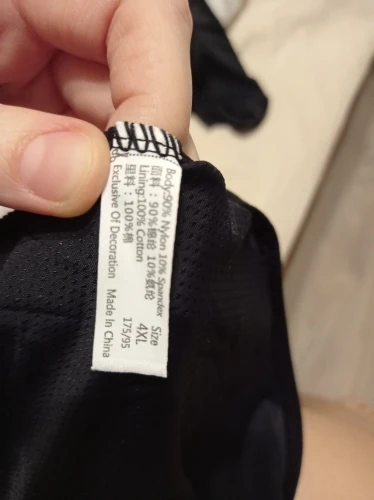 Body:90% Nylon 10% Spandex
面料：90%锦纶 10%氨纶
Lining:100% Cotton
里料：100%棉
Exclusive Of Decoration Made In China
Size
4XL
175/95